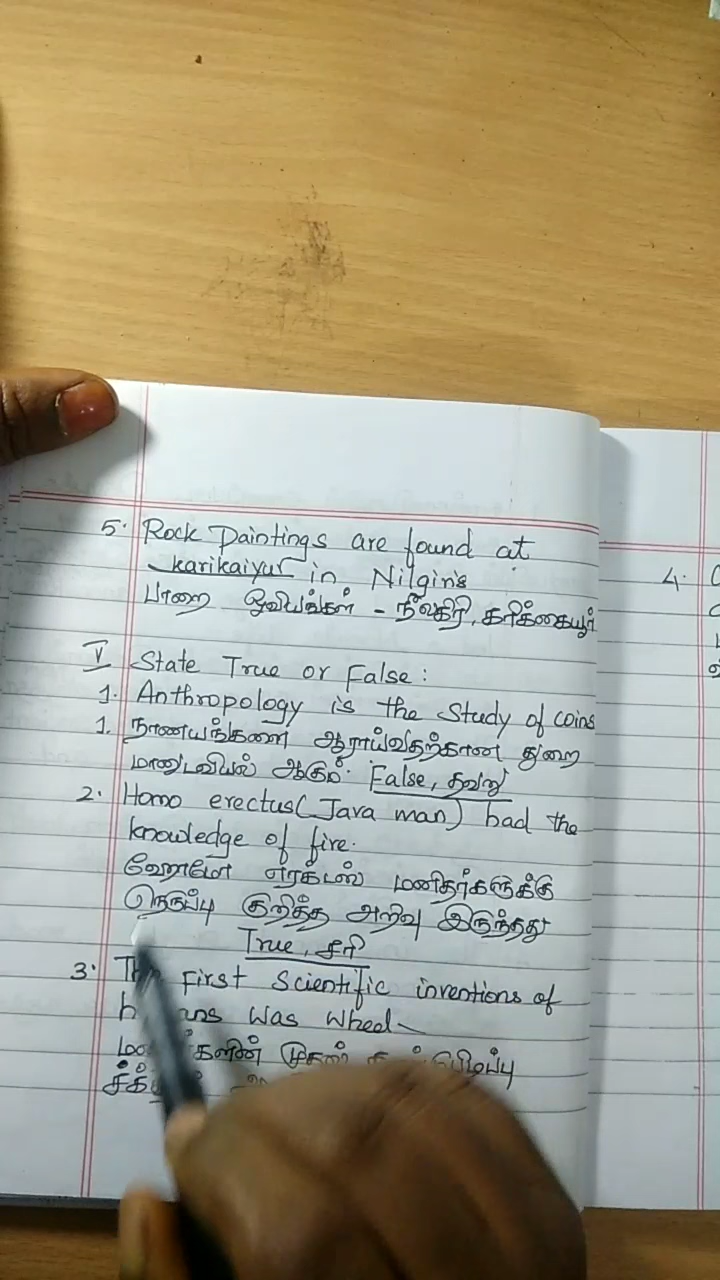 5. Rock Paintings are found at
Karikaiyur in Nilgiris
பாறை ஓவியங்கள் - நீலகிரி, கரிக்கையூர்
V State True or False:
1. Anthropology is the Study of coins
1. நாணயங்களை ஆராய்வதற்கான துறை
மானுடவியல் ஆகும். False, தவறு
2. Homo erectus (Java man) had the
knowledge of fire.
ஹோமோ எரக்டஸ் மனிதர்களுக்கு
நெருப்பு குறித்த அறிவு இருந்தது
True, சரி
3. First Scientific inventions of
was wheel
முதல்
4.